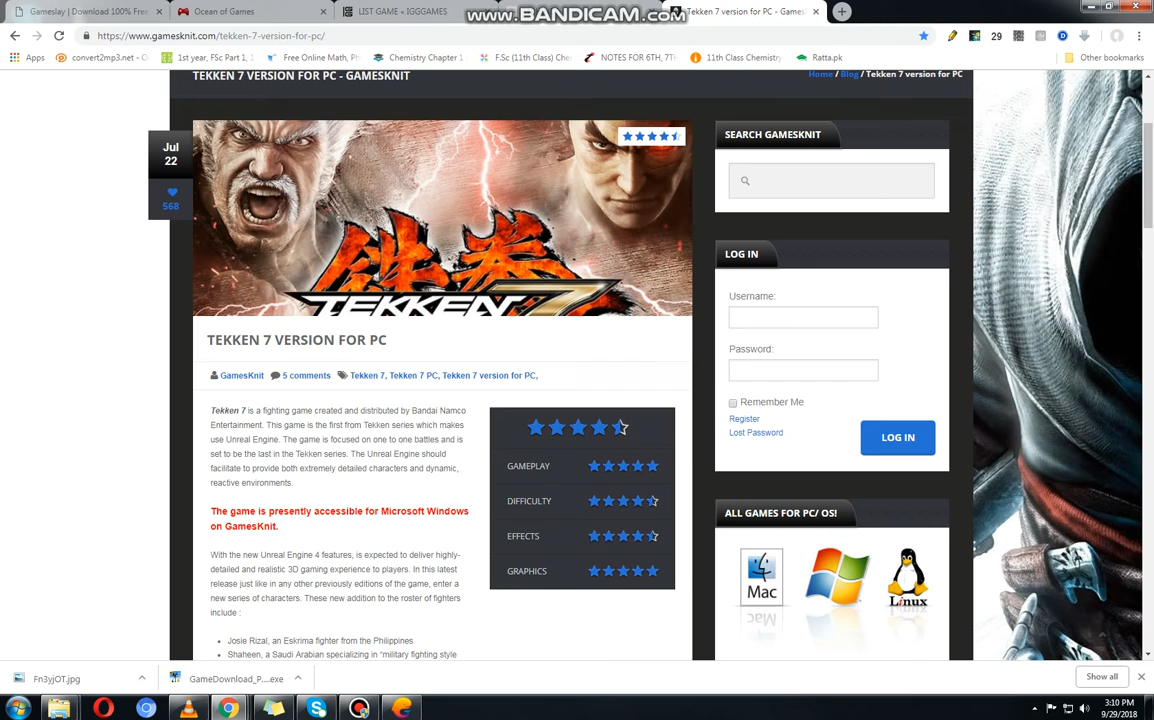 Gameslay | Download 100% Free
Ocean of Games
LIST GAME « IGGGAMES
www.BANDICAM.com
Tekken 7 version for PC - Games
https://www.gamesknit.com/tekken-7-version-for-pc/
29
Apps
convert2mp3.net - C
1st year, FSc Part 1,
Free Online Math, Ph
Chemistry Chapter 1
F.Sc (11th Class) Che
NOTES FOR 6TH, 7TH
11th Class Chemistry
Ratta.pk
Other bookmarks
TEKKEN 7 VERSION FOR PC - GAMESKNIT
Home / Blog / Tekken 7 version for PC
Jul
22
568
鉄拳
TEKKEN 7
TEKKEN 7 VERSION FOR PC
GamesKnit 5 comments Tekken 7, Tekken 7 PC, Tekken 7 version for PC,
Tekken 7 is a fighting game created and distributed by Bandai Namco
Entertainment. This game is the first from Tekken series which makes
use Unreal Engine. The game is focused on one to one battles and is
set to be the last in the Tekken series. The Unreal Engine should
facilitate to provide both extremely detailed characters and dynamic,
reactive environments.
The game is presently accessible for Microsoft Windows
on GamesKnit.
With the new Unreal Engine 4 features, is expected to deliver highly-
detailed and realistic 3D gaming experience to players. In this latest
release just like in any other previously editions of the game, enter a
new series of characters. These new addition to the roster of fighters
include :
• Josie Rizal, an Eskrima fighter from the Philippines
• Shaheen, a Saudi Arabian specializing in “military fighting style
GAMEPLAY
DIFFICULTY
EFFECTS
GRAPHICS
SEARCH GAMESKNIT
LOG IN
Username:
Password:
Remember Me
Register
Lost Password
LOG IN
ALL GAMES FOR PC/ OS!
Mac
Linux
Fn3yjOT.jpg
GameDownload_P....exe
Show all
3:10 PM
9/29/2018